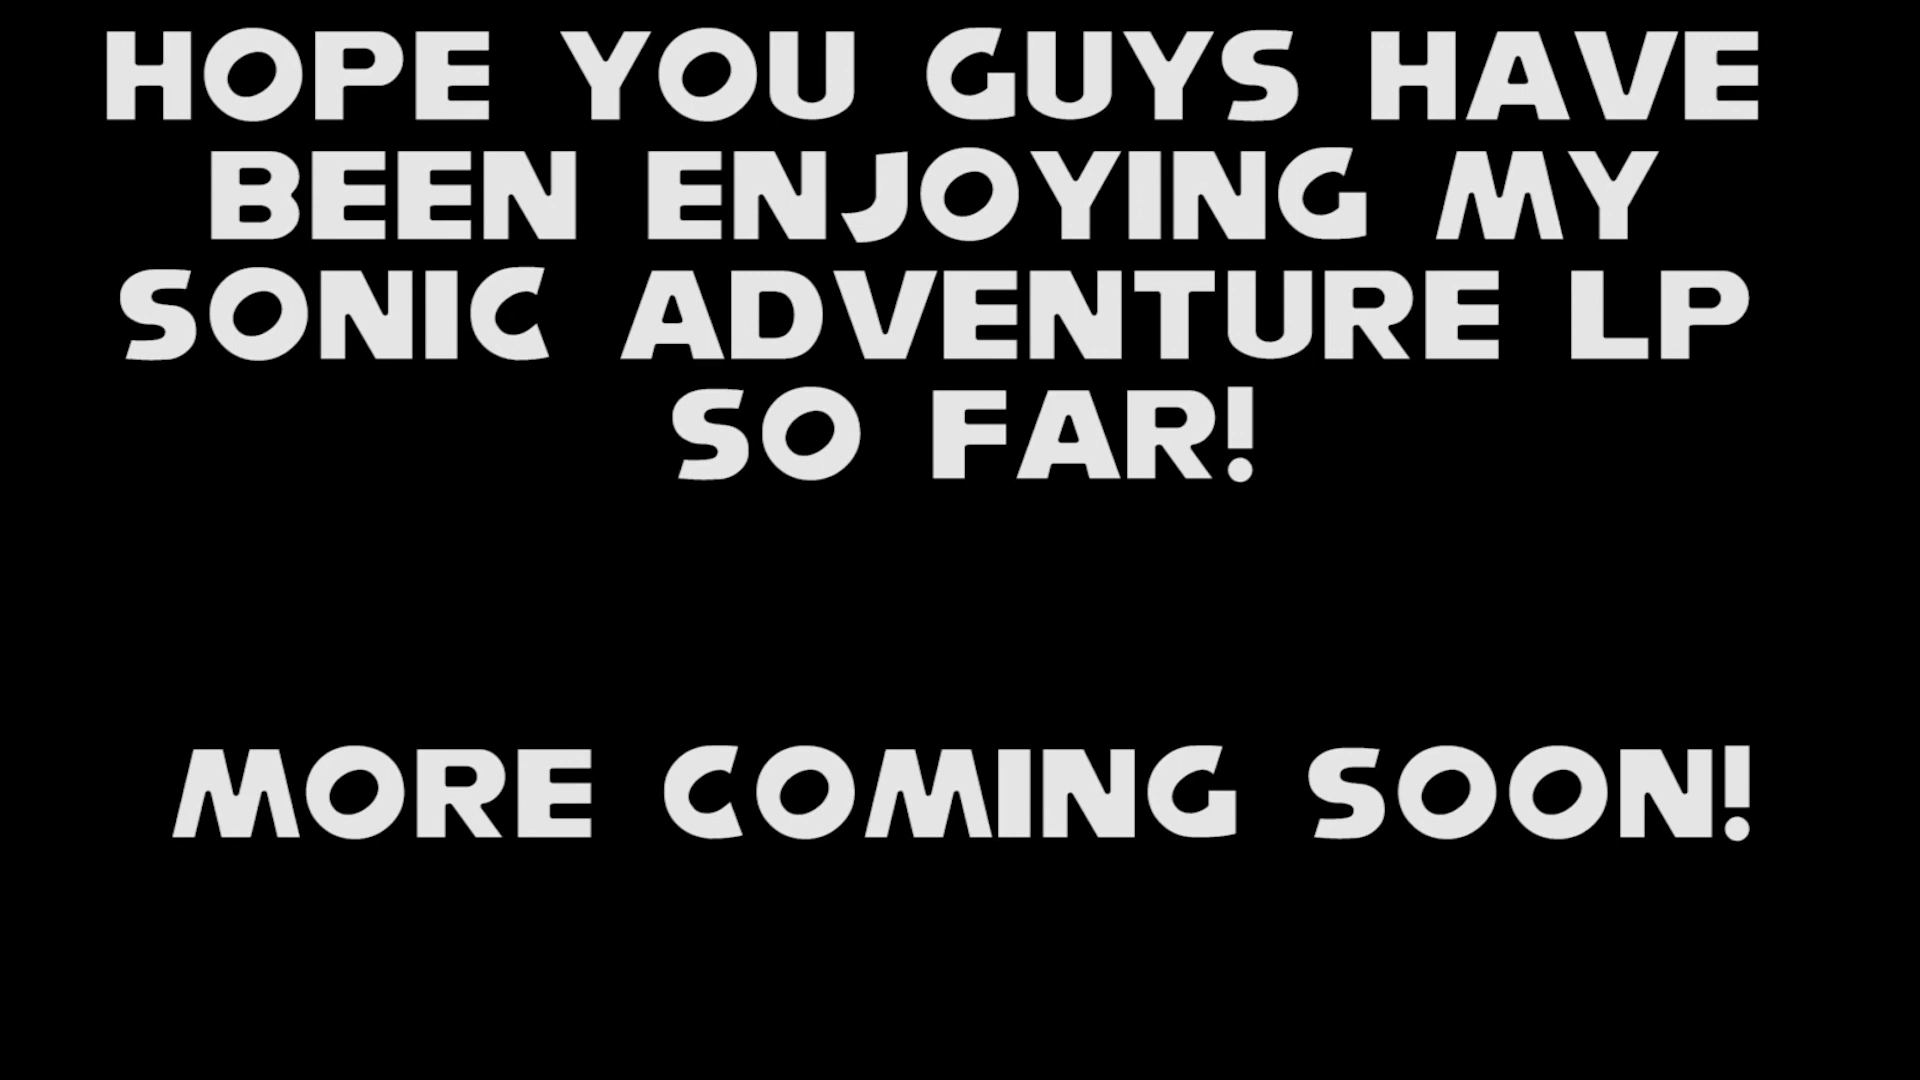 HOPE YOU GUYS HAVE
BEEN ENJOYING MY
SONIC ADVENTURE LP
SO FAR!
MORE COMING SOON!